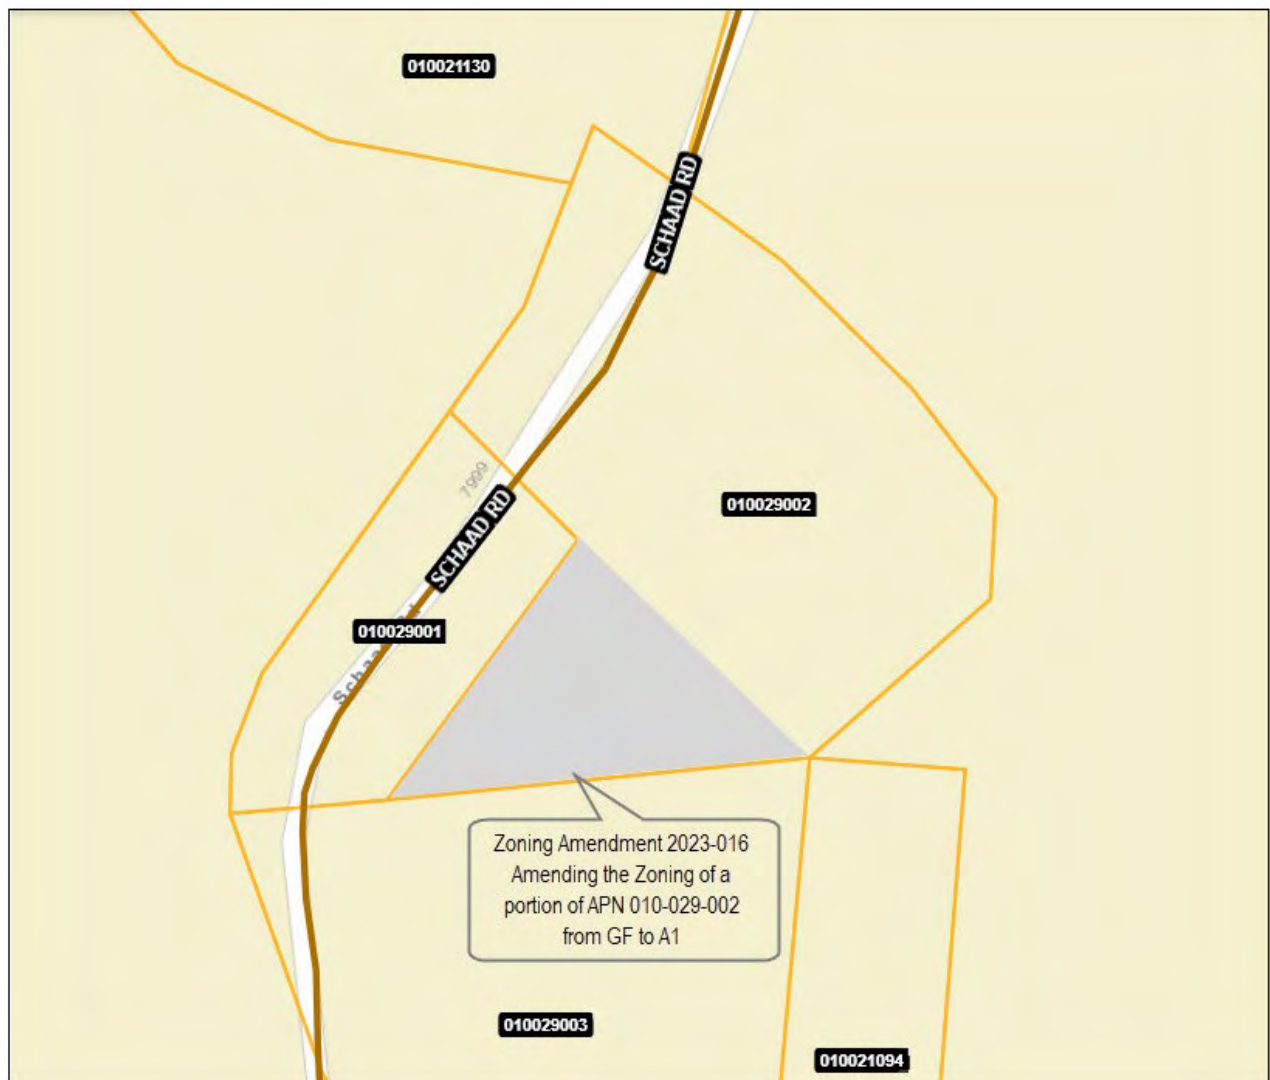 010021130
SCHAAD RD
7999
010029002
SCHAAD RD
010029001
Zoning Amendment 2023-016
Amending the Zoning of a
portion of APN 010-029-002
from GF to A1
010029003
010021094